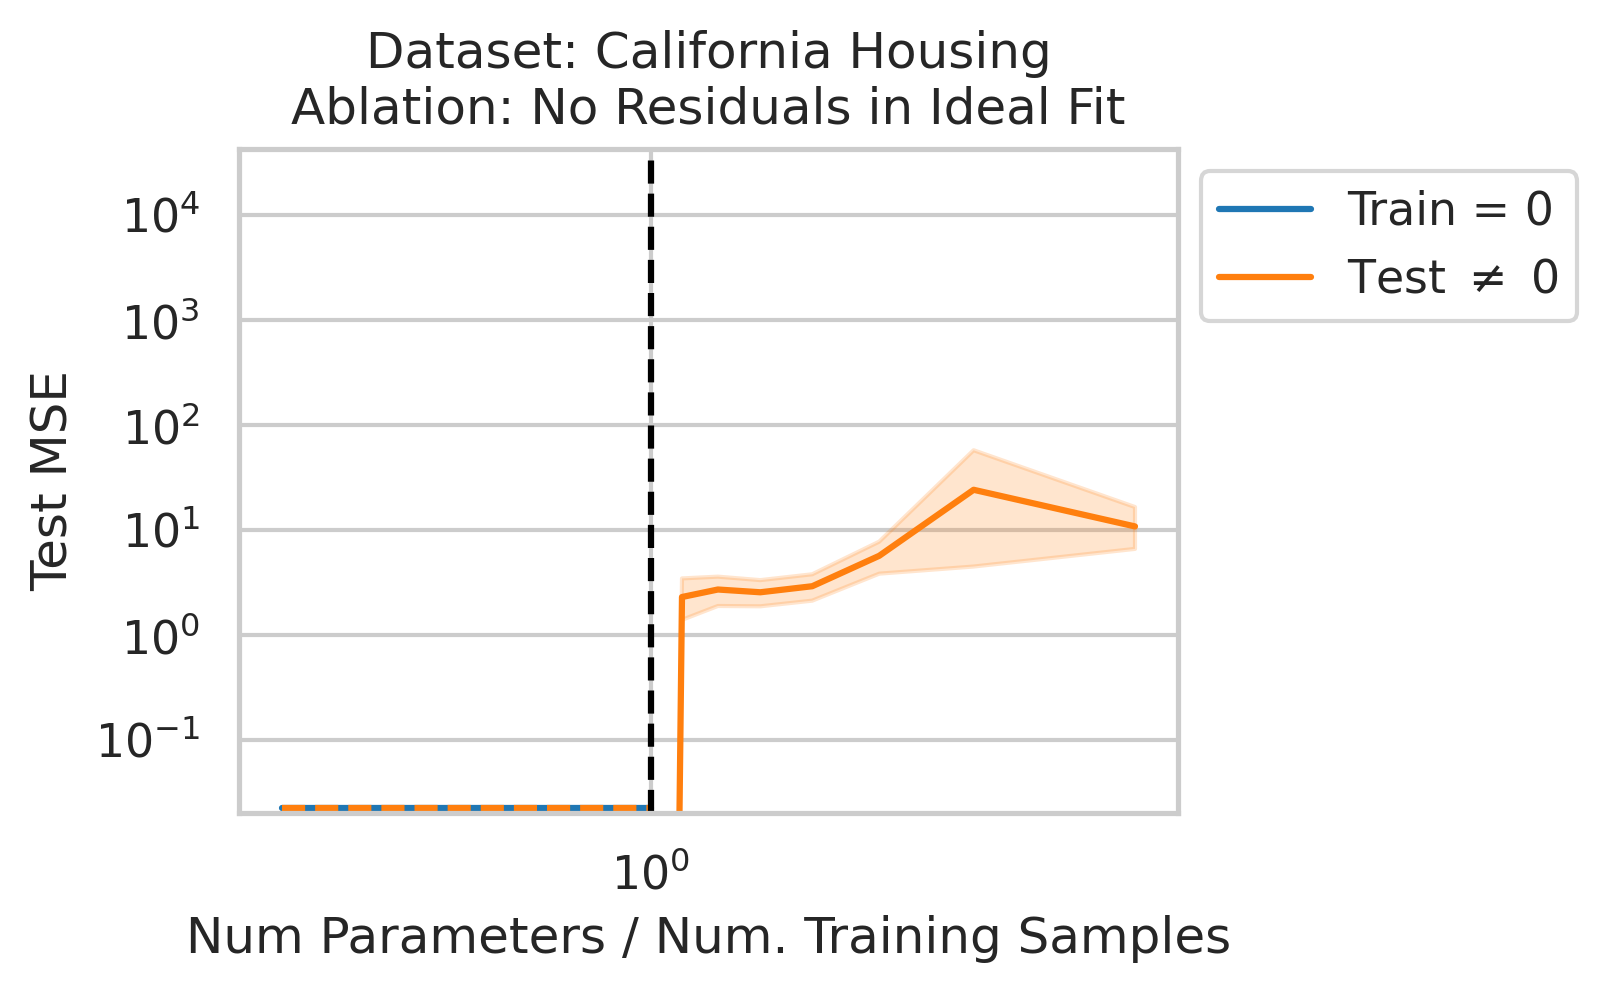 Dataset: California Housing
Ablation: No Residuals in Ideal Fit
Train = 0
Test ≠ 0
Test MSE
10⁴
10³
10²
10¹
10⁰
10⁻¹
10⁰
Num Parameters / Num. Training Samples